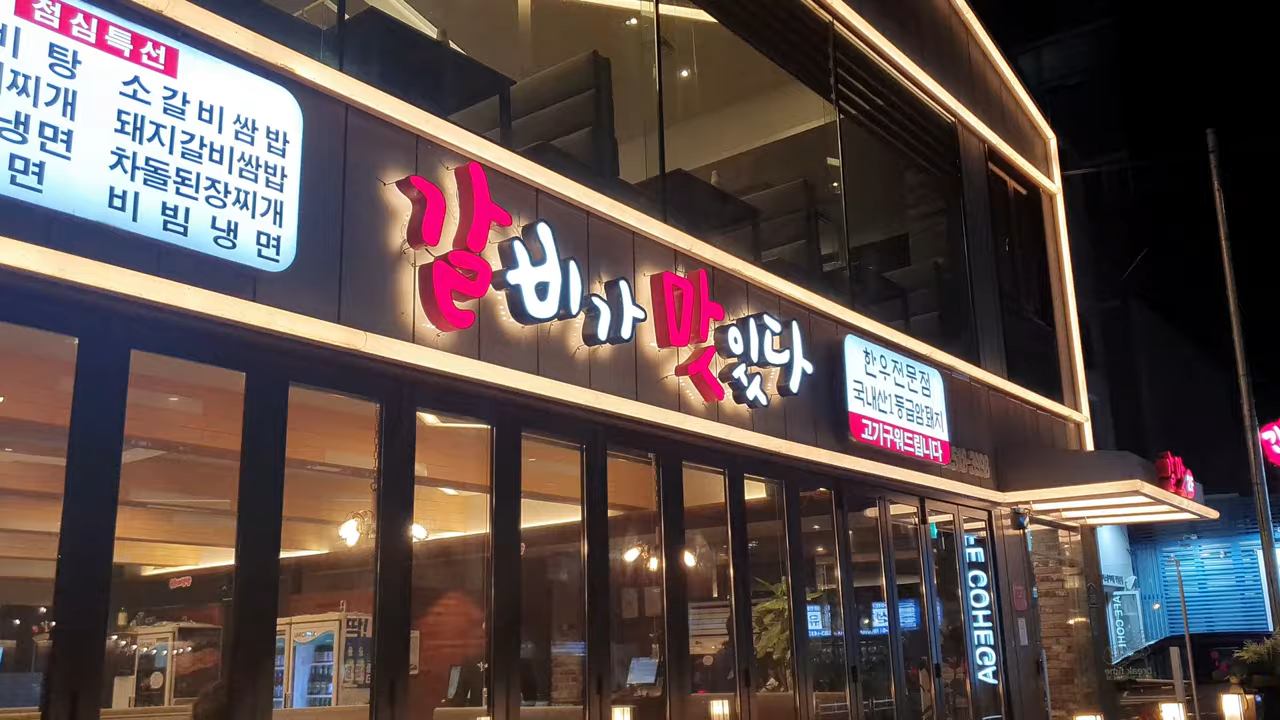 점심특선
비탕 소갈비쌈밥
찌개 돼지갈비쌈밥
냉면 차돌된장찌개
면 비빔냉면
갈비가 맛있다
한우전문점
국내산1등급암돼지
고기구워드립니다
딱!
break time